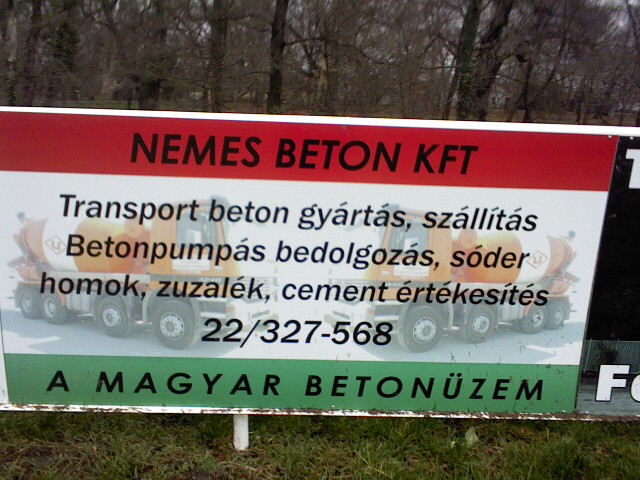 NEMES BETON KFT
Transport beton gyártás, szállítás
Betonpumpás bedolgozás, sóder
homok, zuzalék, cement értékesítés
22/327-568
A MAGYAR BETONÜZEM